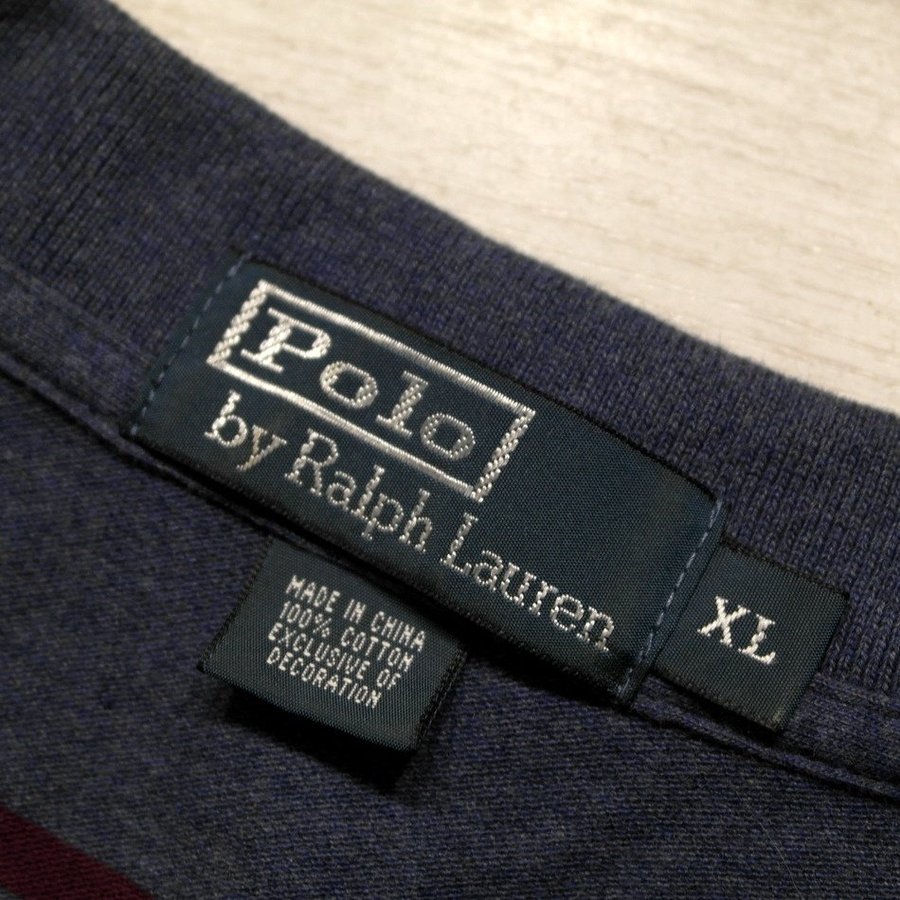 Polo
by Ralph Lauren
XL
MADE IN CHINA
100% COTTON
EXCLUSIVE OF
DECORATION